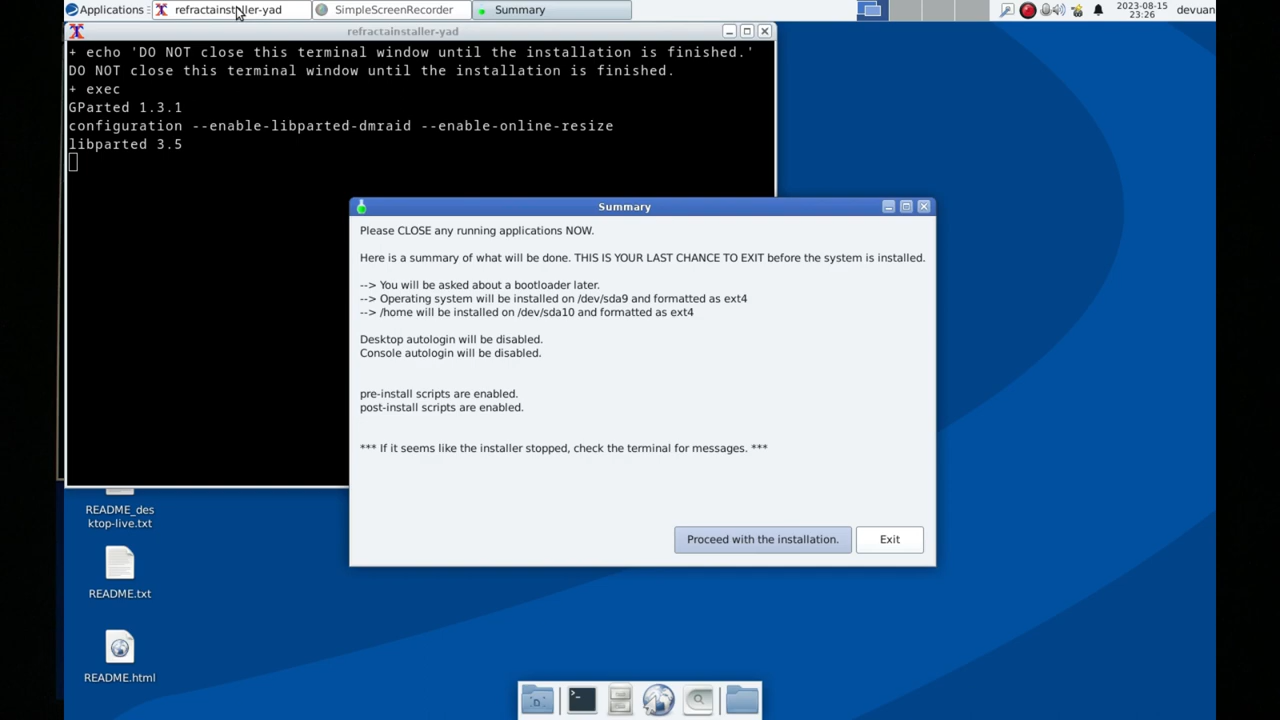 Applications
refractainstaller-yad
SimpleScreenRecorder
Summary
2023-08-15
23:26
devuan
refractainstaller-yad
+ echo 'DO NOT close this terminal window until the installation is finished.'
DO NOT close this terminal window until the installation is finished.
+ exec
GParted 1.3.1
configuration --enable-libparted-dmraid --enable-online-resize
libparted 3.5
Summary
Please CLOSE any running applications NOW.
Here is a summary of what will be done. THIS IS YOUR LAST CHANCE TO EXIT before the system is installed.
--> You will be asked about a bootloader later.
--> Operating system will be installed on /dev/sda9 and formatted as ext4
--> /home will be installed on /dev/sda10 and formatted as ext4
Desktop autologin will be disabled.
Console autologin will be disabled.
pre-install scripts are enabled.
post-install scripts are enabled.
*** If it seems like the installer stopped, check the terminal for messages. ***
Proceed with the installation.
Exit
README_des
ktop-live.txt
README.txt
README.html